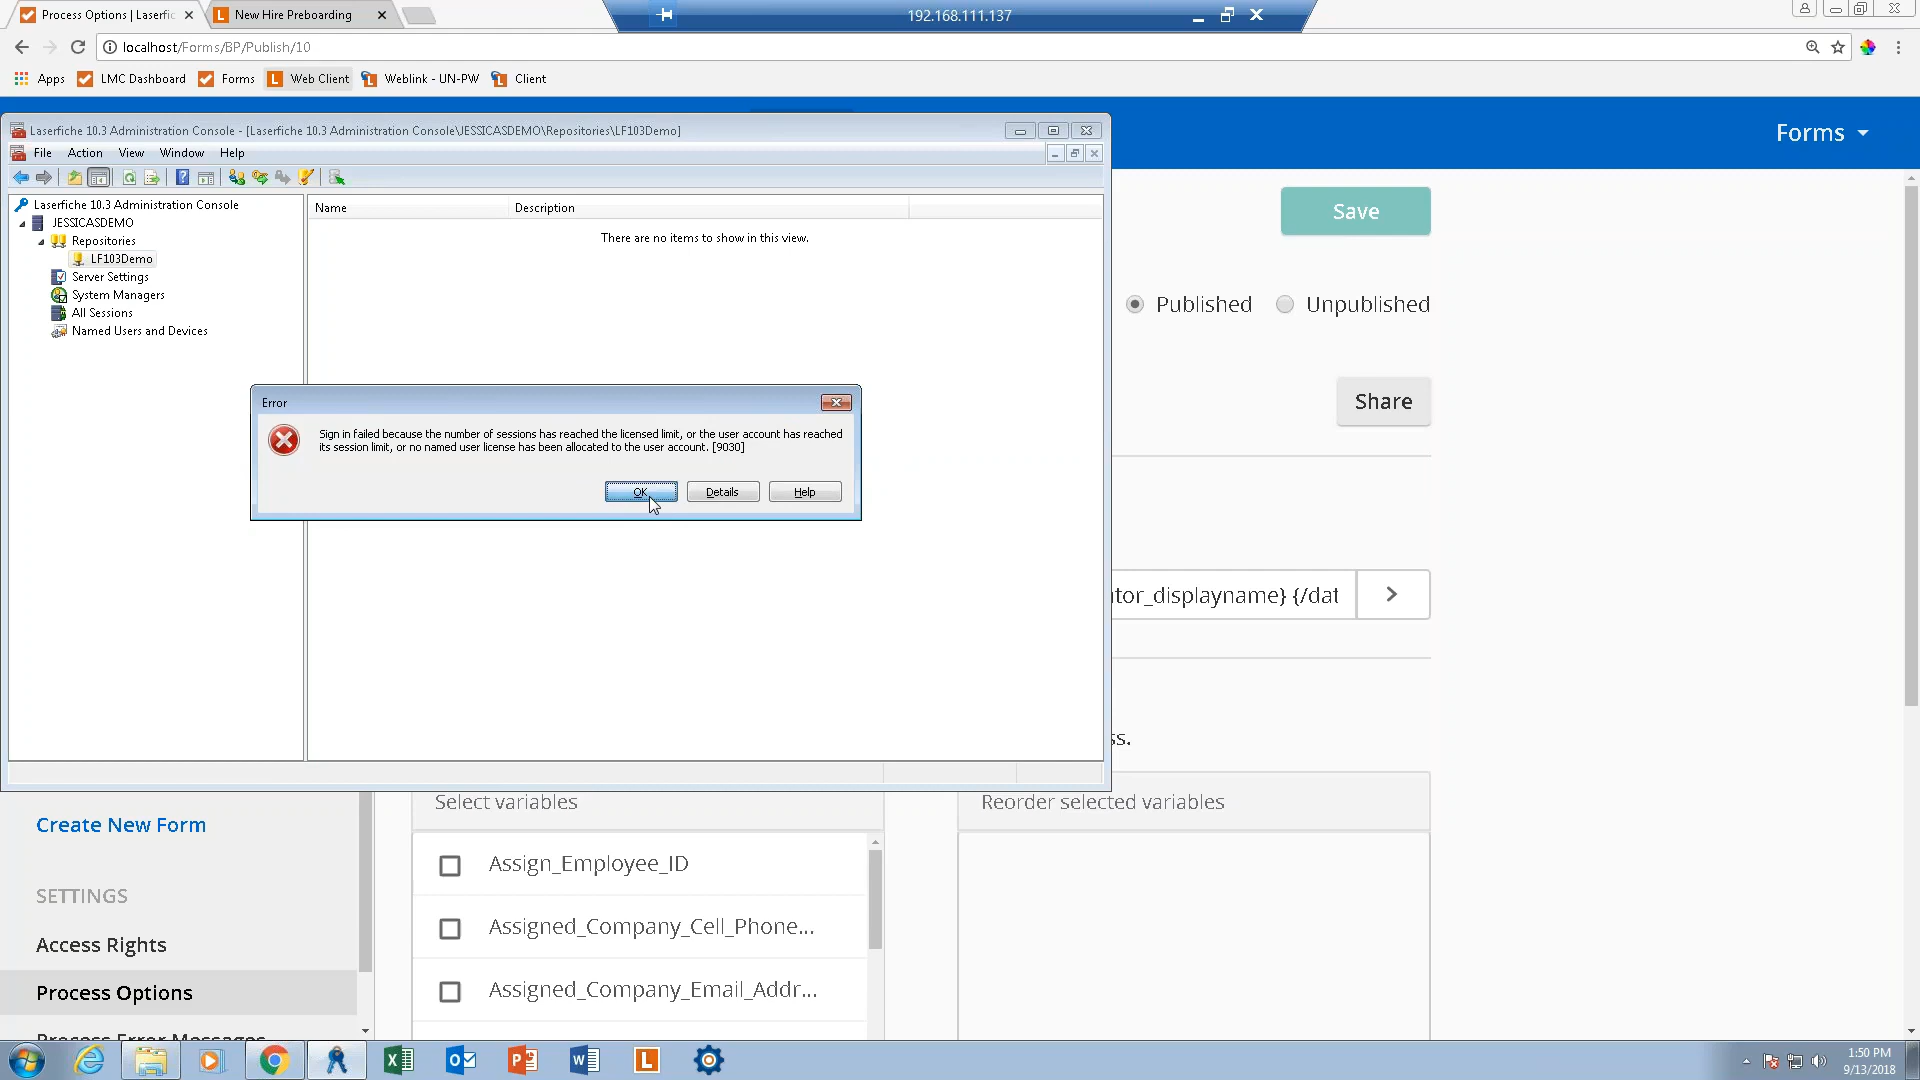 Process Options | Laserfic
New Hire Preboarding
192.168.111.137
localhost/Forms/BP/Publish/10
Apps
LMC Dashboard
Forms
Web Client
Weblink - UN-PW
Client
Laserfiche 10.3 Administration Console - [Laserfiche 10.3 Administration Console\JESSICASDEMO\Repositories\LF103Demo]
Forms
File
Action
View
Window
Help
Laserfiche 10.3 Administration Console
JESSICASDEMO
Repositories
LF103Demo
Server Settings
System Managers
All Sessions
Named Users and Devices
Name
Description
There are no items to show in this view.
Save
Published
Unpublished
Share
Error
Sign in failed because the number of sessions has reached the licensed limit, or the user account has reached
its session limit, or no named user license has been allocated to the user account. [9030]
OK
Details
Help
tor_displayname} {/dat
ss.
Select variables
Reorder selected variables
Create New Form
Assign_Employee_ID
SETTINGS
Assigned_Company_Cell_Phone...
Access Rights
Process Options
Assigned_Company_Email_Addr...
Process Error Messages
1:50 PM
9/13/2018